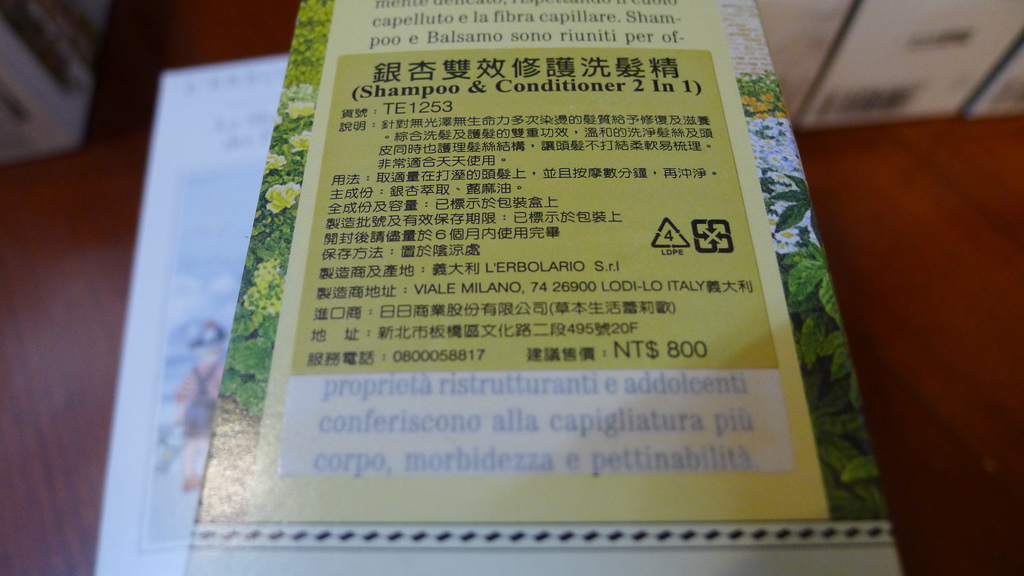 mente delicato, rispettando il cuoio
capelluto e la fibra capillare. Sham-
poo e Balsamo sono riuniti per of-
銀杏雙效修護洗髮精
(Shampoo & Conditioner 2 In 1)
貨號：TE1253
說明：針對無光澤無生命力多次染燙的髮質給予修復及滋養
。綜合洗髮及護髮的雙重功效，溫和的洗淨髮絲及頭
皮同時也護理髮絲結構，讓頭髮不打結柔軟易梳理。
非常適合天天使用。
用法：取適量在打溼的頭髮上，並且按摩數分鐘，再沖淨。
主成份：銀杏萃取、蓖麻油。
全成份及容量：已標示於包裝盒上
製造批號及有效保存期限：已標示於包裝上
開封後請儘量於6個月內使用完畢
保存方法：置於陰涼處
4
LDPE
製造商及產地：義大利 L'ERBOLARIO S.r.l
製造商地址：VIALE MILANO, 74 26900 LODI-LO ITALY義大利
進口商：日日商業股份有限公司(草本生活蕾莉歐)
地 址：新北市板橋區文化路二段495號20F
服務電話：0800058817 建議售價：NT$ 800
proprietà ristrutturanti e addolcenti
conferiscono alla capigliatura più
corpo, morbidezza e pettinabilità.